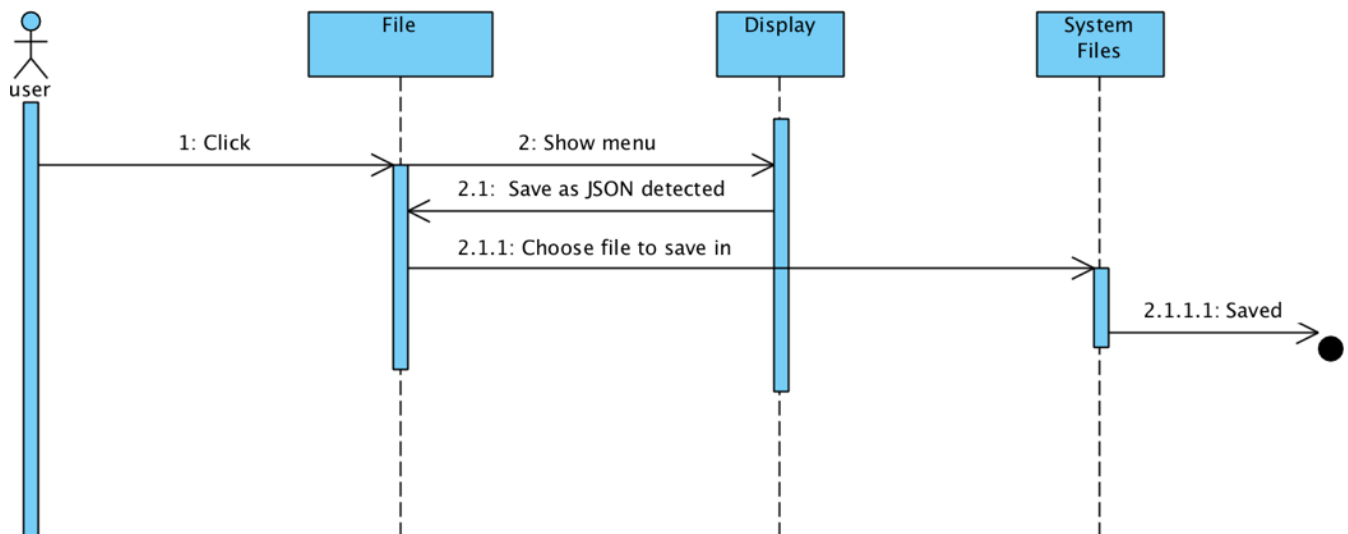 File
Display
System
Files
user
1: Click
2: Show menu
2.1:  Save as JSON detected
2.1.1: Choose file to save in
2.1.1.1: Saved